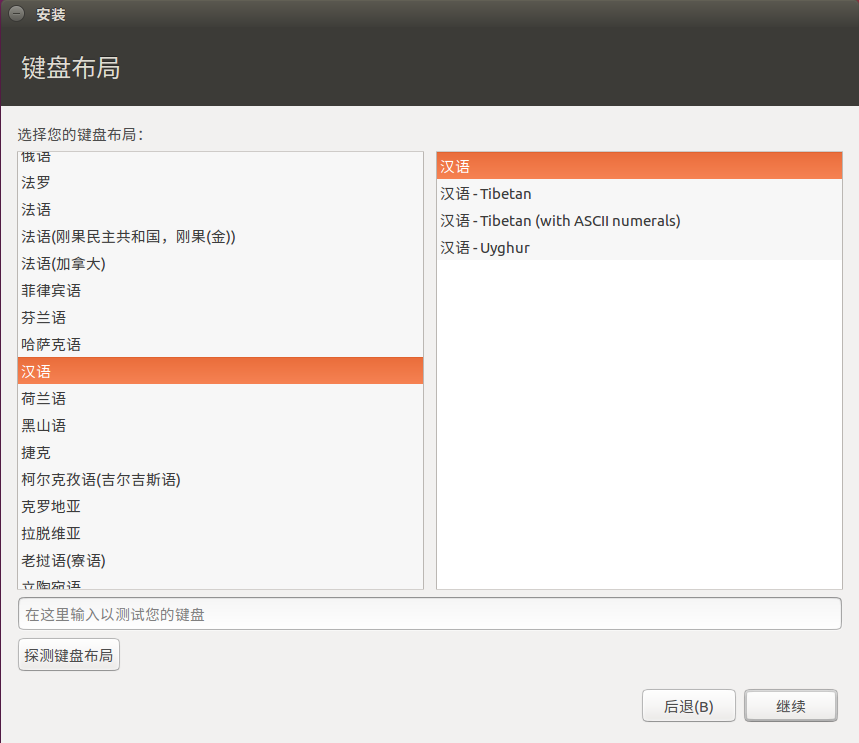 安装
键盘布局
选择您的键盘布局：
俄语
法罗
法语
法语(刚果民主共和国，刚果(金))
法语(加拿大)
菲律宾语
芬兰语
哈萨克语
汉语
荷兰语
黑山语
捷克
柯尔克孜语(吉尔吉斯语)
克罗地亚
拉脱维亚
老挝语(寮语)
立陶宛语
汉语
汉语 - Tibetan
汉语 - Tibetan (with ASCII numerals)
汉语 - Uyghur
在这里输入以测试您的键盘
探测键盘布局
后退(B)
继续